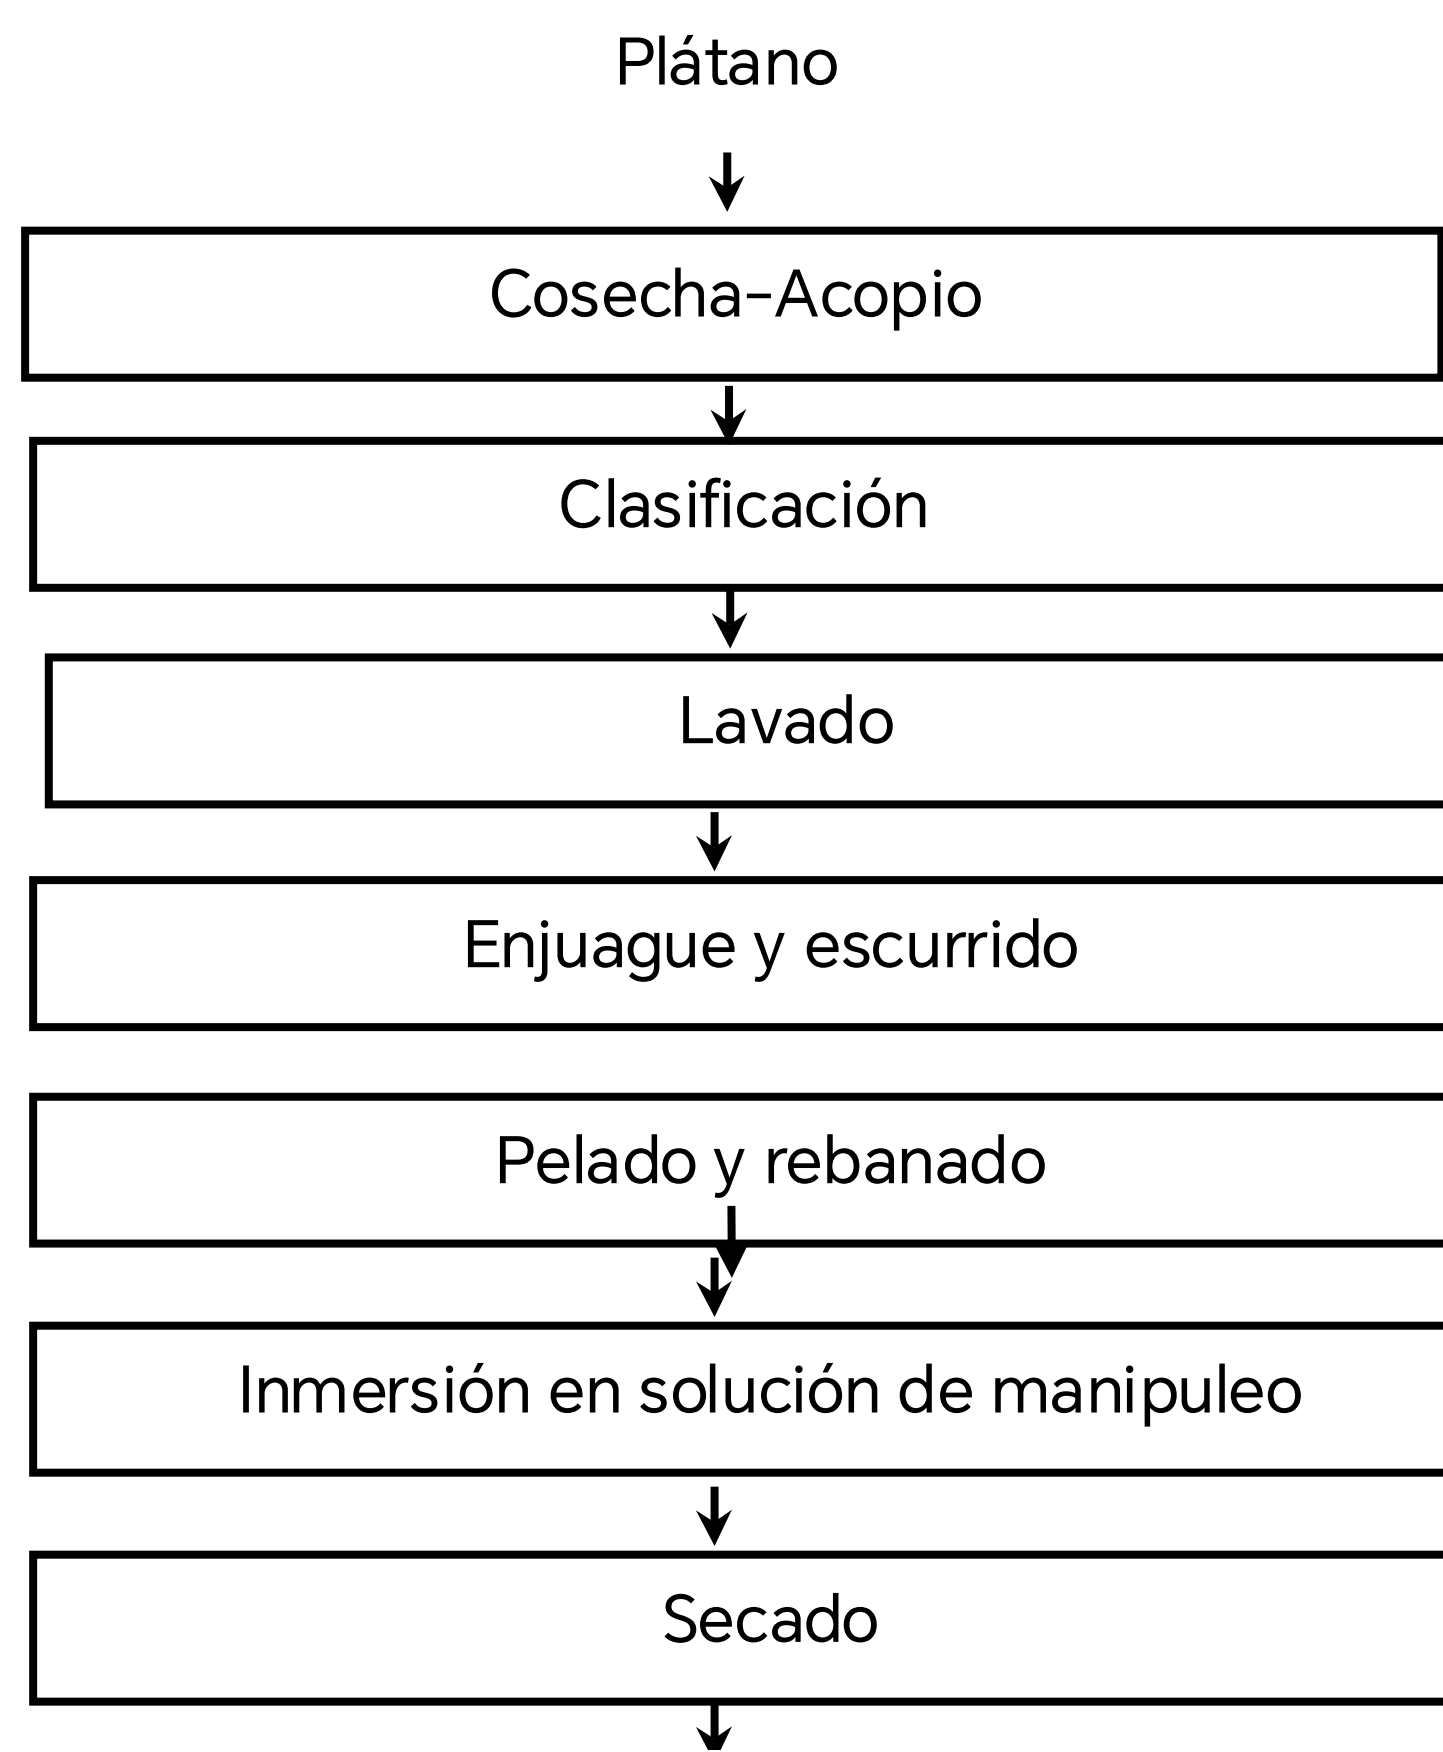 Plátano
Cosecha-Acopio
Clasificación
Lavado
Enjuague y escurrido
Pelado y rebanado
Inmersión en solución de manipuleo
Secado